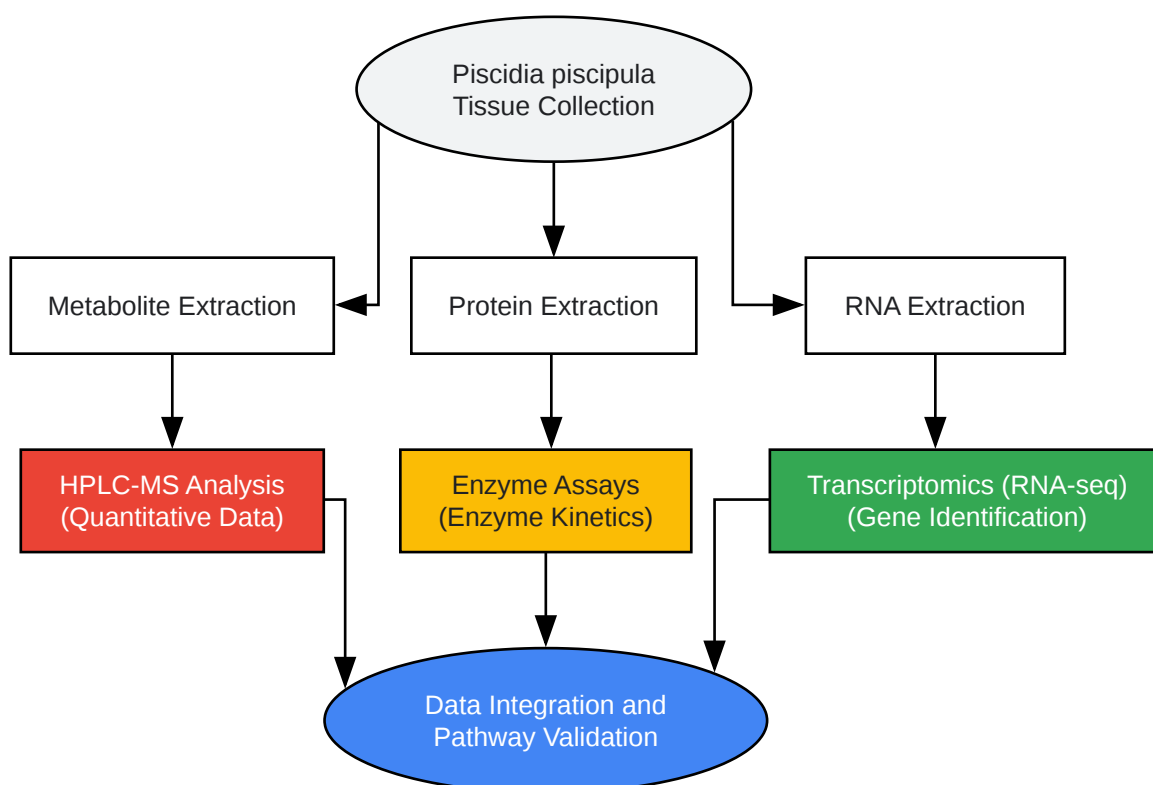 Piscidia piscipula
Tissue Collection
Metabolite Extraction
Protein Extraction
RNA Extraction
HPLC-MS Analysis
(Quantitative Data)
Enzyme Assays
(Enzyme Kinetics)
Transcriptomics (RNA-seq)
(Gene Identification)
Data Integration and
Pathway Validation